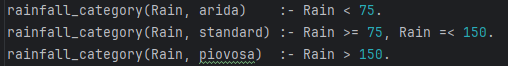 rainfall_category(Rain, arida)    :- Rain < 75.
rainfall_category(Rain, standard) :- Rain >= 75, Rain =< 150.
rainfall_category(Rain, piovosa)  :- Rain > 150.